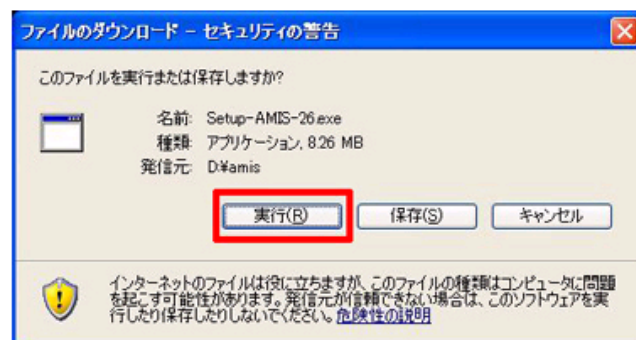 ファイルのダウンロード － セキュリティの警告
このファイルを実行または保存しますか?
名前: Setup-AMIS-26.exe
種類: アプリケーション, 8.26 MB
発信元: D:¥amis
実行(R) 保存(S) キャンセル
インターネットのファイルは役に立ちますが、このファイルの種類はコンピュータに問題
を起こす可能性があります。発信元が信頼できない場合は、このソフトウェアを実
行したり保存したりしないでください。危険性の説明